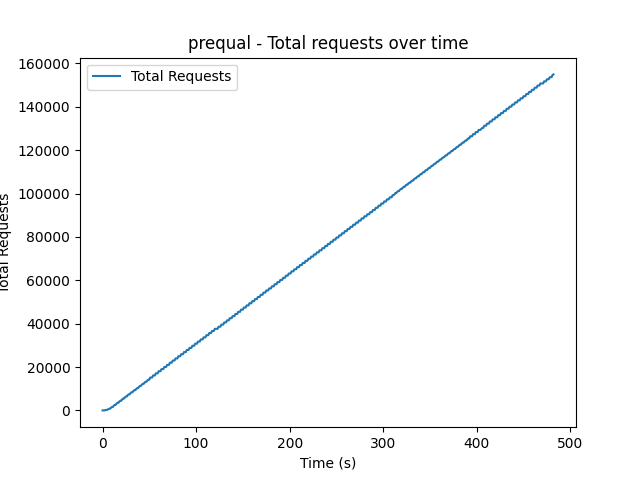 prequal - Total requests over time
Total Requests
160000
140000
120000
100000
80000
60000
40000
20000
0
Total Requests
0 100 200 300 400 500
Time (s)